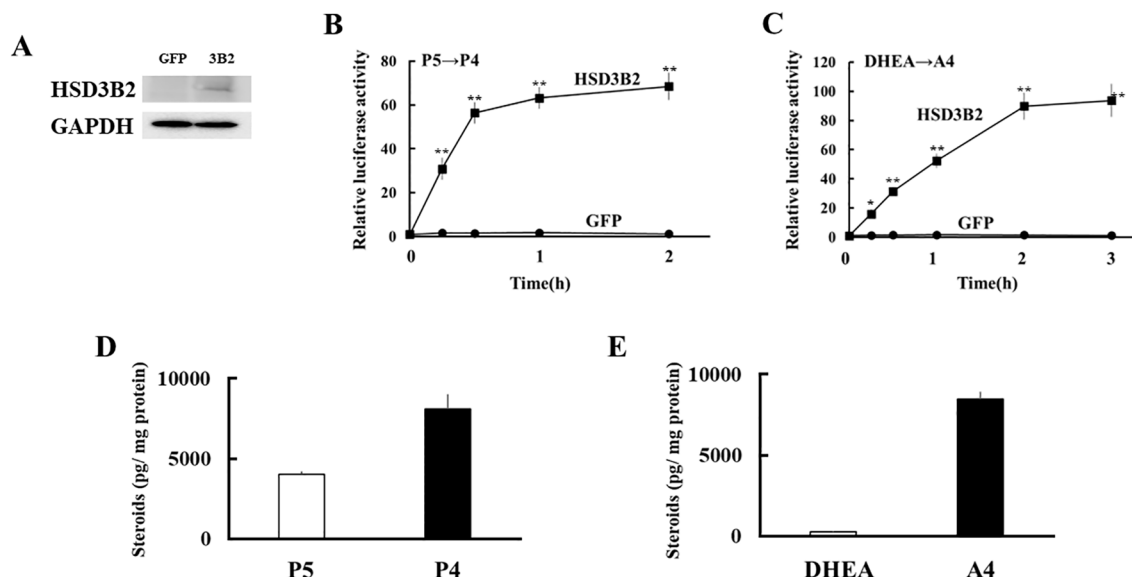 A
GFP 3B2
HSD3B2
GAPDH
B
P5→P4
Relative luciferase activity
80
60
40
20
0
HSD3B2
GFP
** ** ** **
0 1 2
Time(h)
C
DHEA→A4
Relative luciferase activity
120
100
80
60
40
20
0
HSD3B2
GFP
* ** ** ** **
0 1 2 3
Time(h)
D
Steroids (pg/ mg protein)
10000
5000
0
P5 P4
E
Steroids (pg/ mg protein)
10000
5000
0
DHEA A4